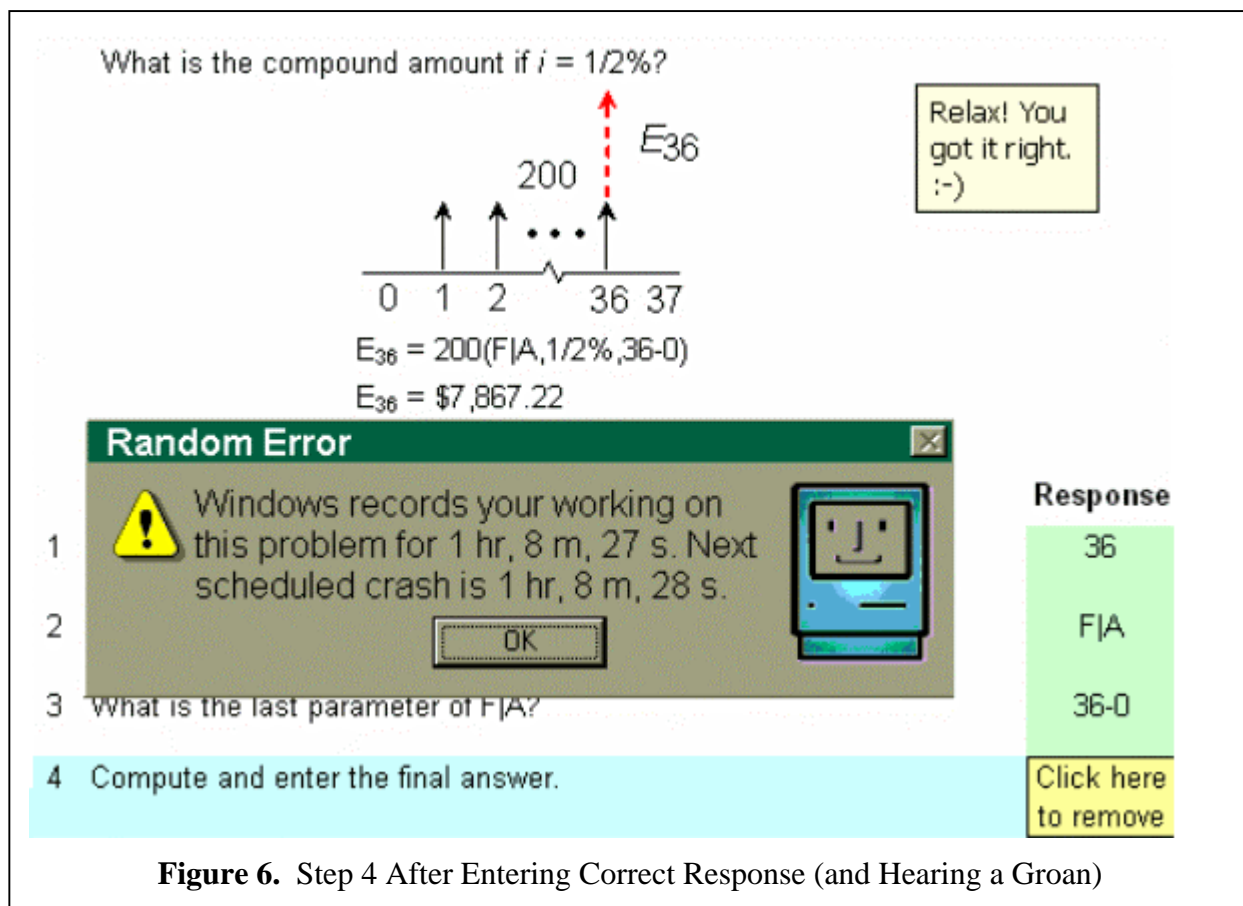 What is the compound amount if i = 1/2%?
Relax! You
got it right.
:-)
E36
200
0 1 2 36 37
E36 = 200(F|A,1/2%,36-0)
E36 = $7,867.22
Random Error
Windows records your working on
this problem for 1 hr, 8 m, 27 s. Next
scheduled crash is 1 hr, 8 m, 28 s.
OK
Response
1 36
2 F|A
3 What is the last parameter of F|A? 36-0
4 Compute and enter the final answer. Click here
to remove
Figure 6. Step 4 After Entering Correct Response (and Hearing a Groan)